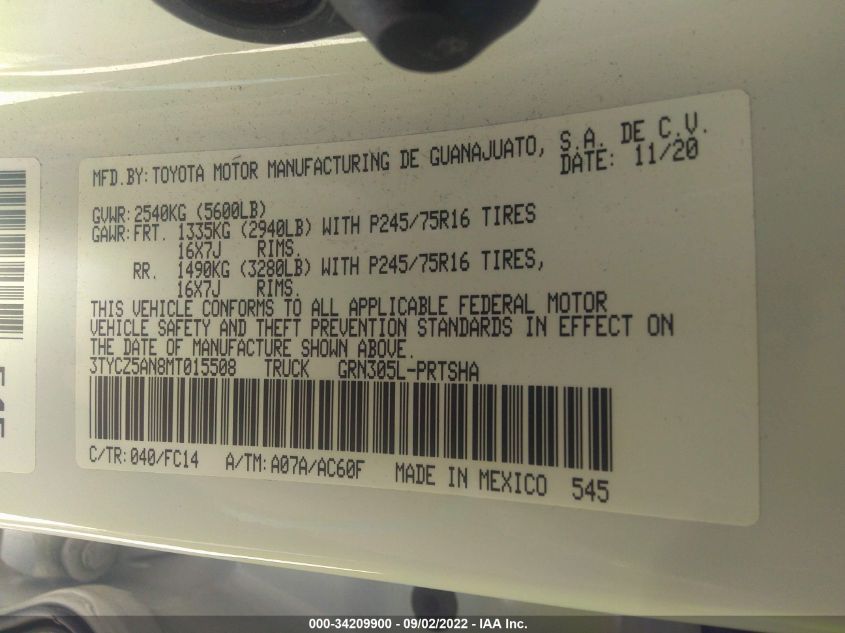 MFD.BY:TOYOTA MOTOR MANUFACTURING DE GUANAJUATO, S.A. DE C.V.
DATE: 11/20
GVWR:2540KG (5600LB)
GAWR:FRT. 1335KG (2940LB) WITH P245/75R16 TIRES
16X7J RIMS.
RR. 1490KG (3280LB) WITH P245/75R16 TIRES,
16X7J RIMS.
THIS VEHICLE CONFORMS TO ALL APPLICABLE FEDERAL MOTOR
VEHICLE SAFETY AND THEFT PREVENTION STANDARDS IN EFFECT ON
THE DATE OF MANUFACTURE SHOWN ABOVE.
3TYCZ5AN8MT015508 TRUCK GRN305L-PRTSHA
C/TR:040/FC14 A/TM:A07A/AC60F MADE IN MEXICO 545
000-34209900 - 09/02/2022 - IAA Inc.